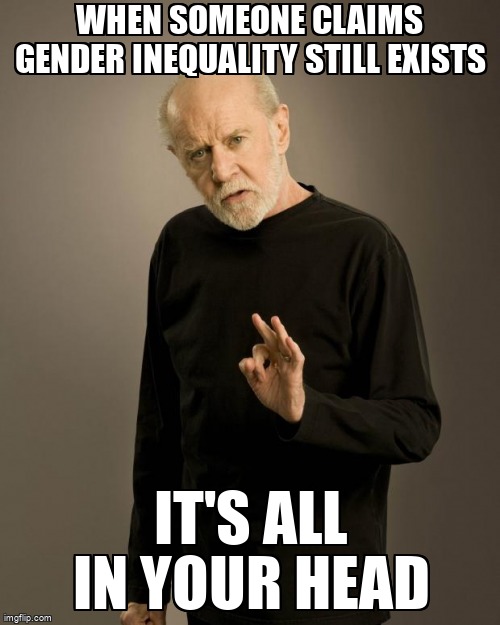 WHEN SOMEONE CLAIMS
GENDER INEQUALITY STILL EXISTS
IT'S ALL
IN YOUR HEAD
imgflip.com